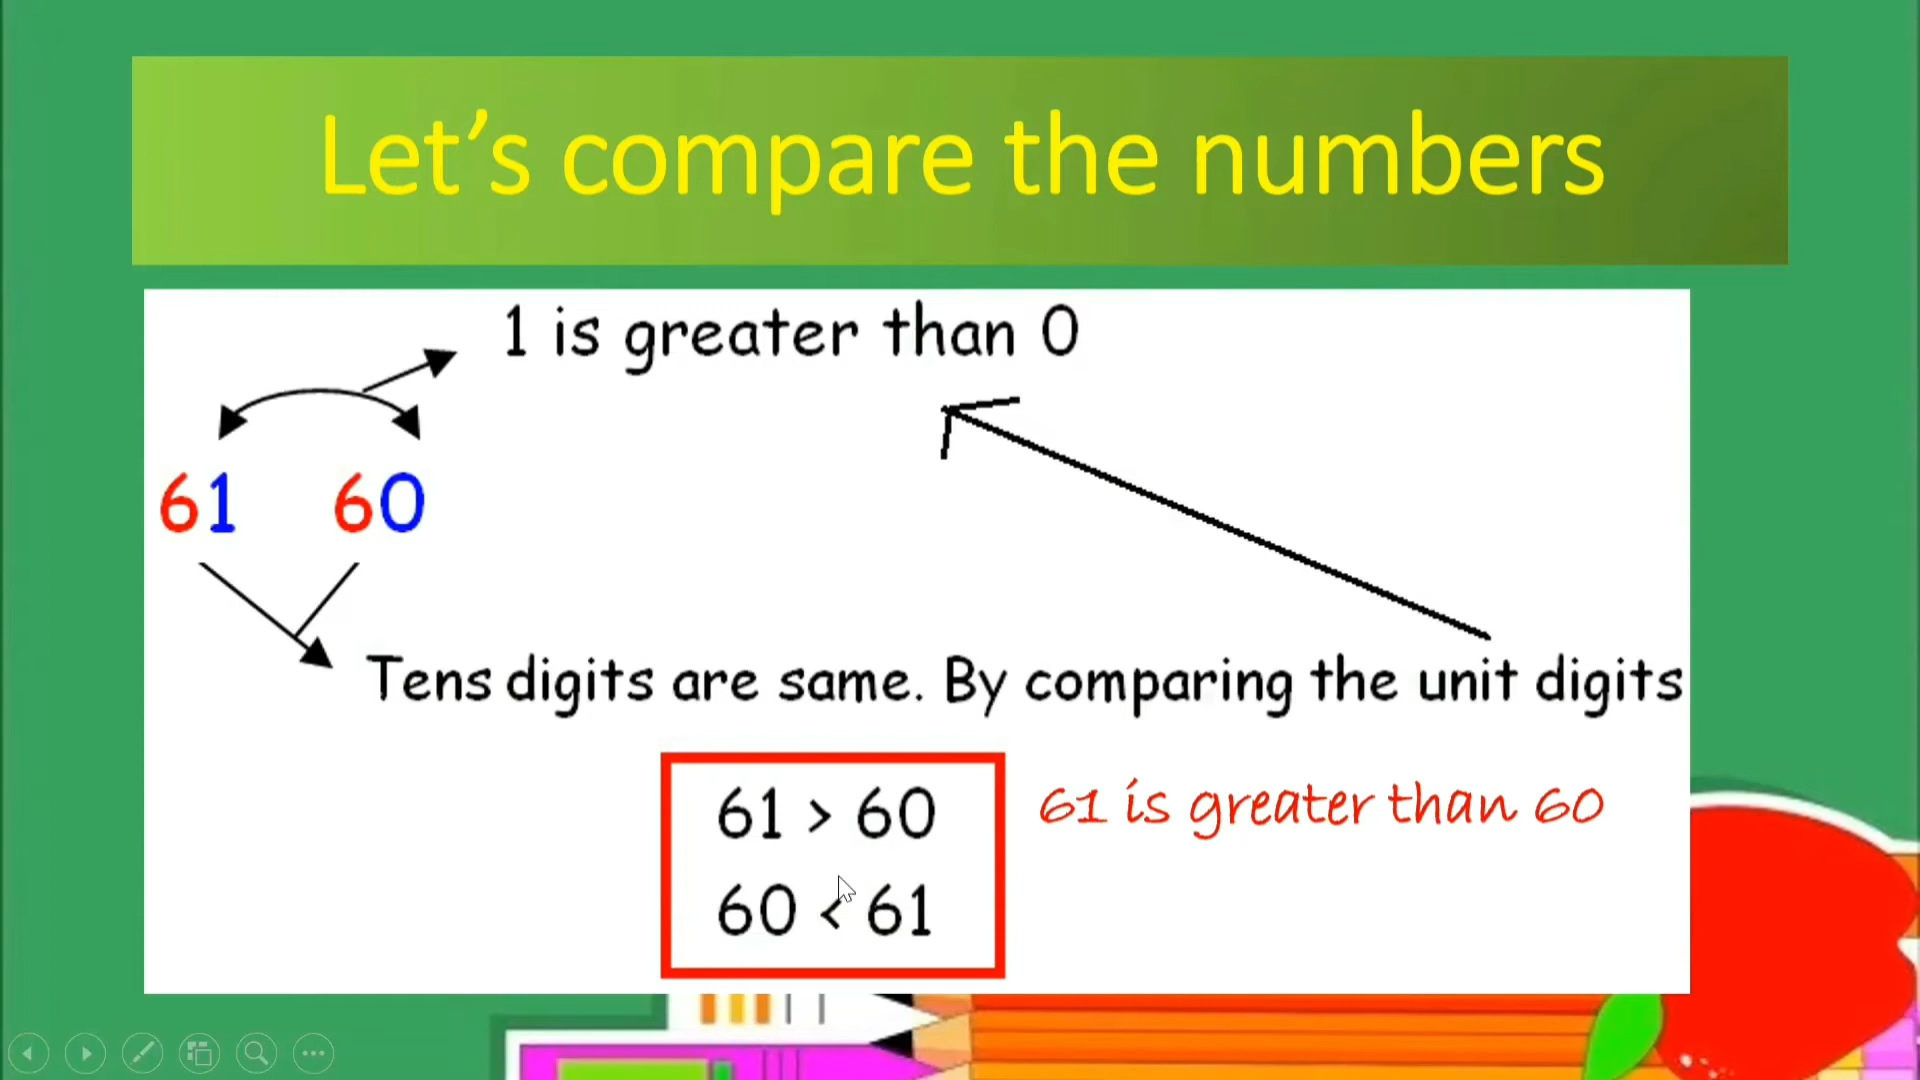 Let’s compare the numbers
1 is greater than 0
61 60
Tens digits are same. By comparing the unit digits
61 > 60
61 is greater than 60
60 < 61